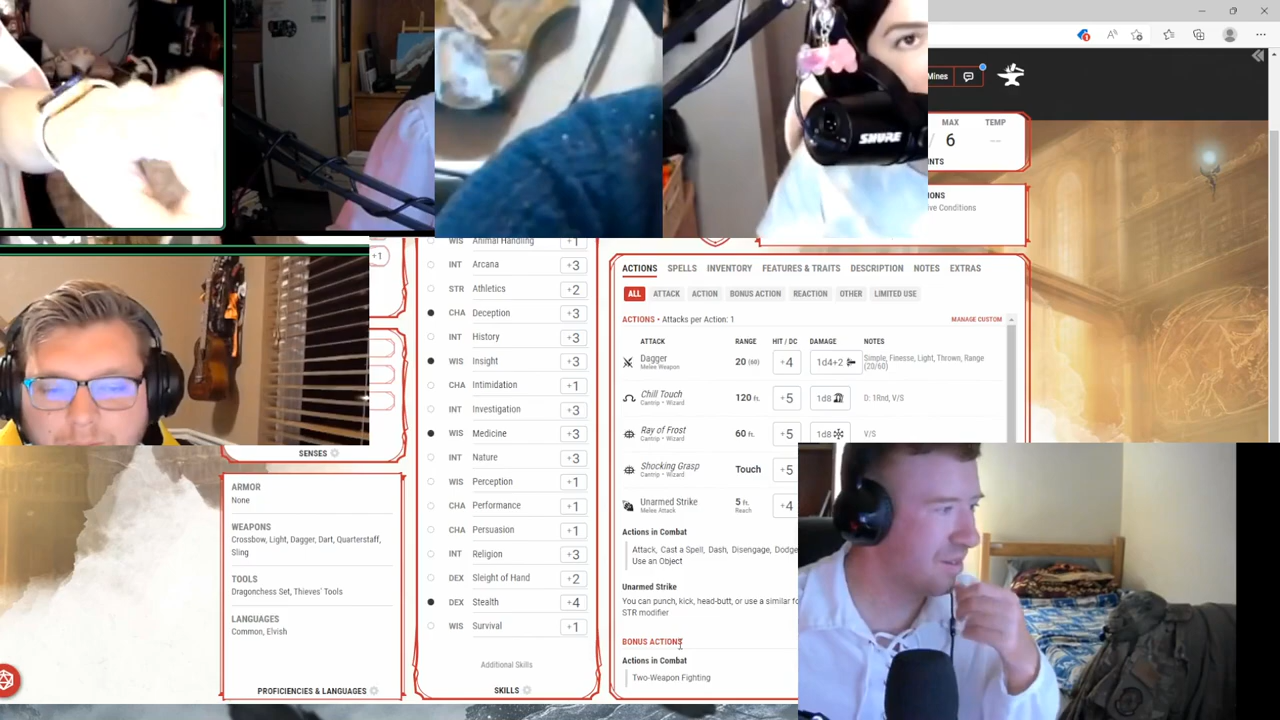 SHURE
Mines
MAX TEMP
/ 6 --
NTS
IONS
ive Conditions
+1
WIS Animal Handling +1
INT Arcana +3
STR Athletics +2
CHA Deception +3
INT History +3
WIS Insight +3
CHA Intimidation +1
INT Investigation +3
WIS Medicine +3
INT Nature +3
WIS Perception +1
CHA Performance +1
CHA Persuasion +1
INT Religion +3
DEX Sleight of Hand +2
DEX Stealth +4
WIS Survival +1
Additional Skills
SKILLS
SENSES
ARMOR
None
WEAPONS
Crossbow, Light, Dagger, Dart, Quarterstaff,
Sling
TOOLS
Dragonchess Set, Thieves' Tools
LANGUAGES
Common, Elvish
PROFICIENCIES & LANGUAGES
ACTIONS SPELLS INVENTORY FEATURES & TRAITS DESCRIPTION NOTES EXTRAS
ALL ATTACK ACTION BONUS ACTION REACTION OTHER LIMITED USE
ACTIONS • Attacks per Action: 1 MANAGE CUSTOM
ATTACK RANGE HIT / DC DAMAGE NOTES
Dagger 20 (60) +4 1d4+2 Simple, Finesse, Light, Thrown, Range
Melee Weapon (20/60)
Chill Touch 120 ft. +5 1d8 D: 1Rnd, V/S
Cantrip • Wizard
Ray of Frost 60 ft. +5 1d8 V/S
Cantrip • Wizard
Shocking Grasp Touch +5
Cantrip • Wizard
Unarmed Strike 5 ft. +4
Melee Attack Reach
Actions in Combat
Attack, Cast a Spell, Dash, Disengage, Dodge
Use an Object
Unarmed Strike
You can punch, kick, head-butt, or use a similar fo
STR modifier
BONUS ACTIONS
Actions in Combat
Two-Weapon Fighting